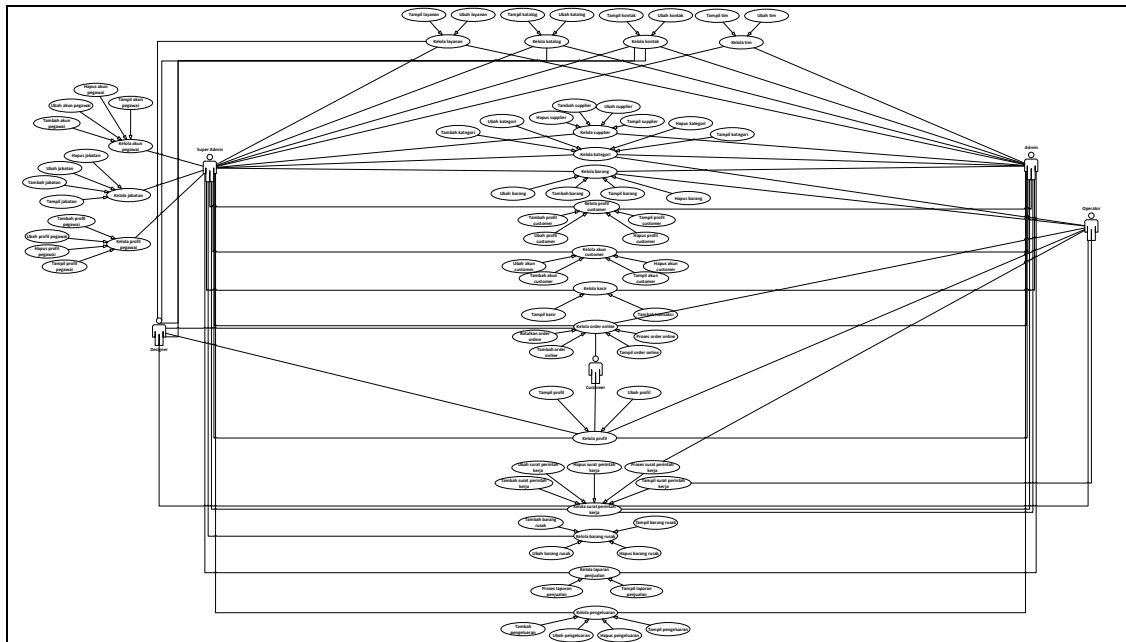 Tampil layanan
Ubah layanan
Tampil katalog
Ubah katalog
Tampil kontak
Ubah kontak
Tampil tim
Ubah tim
Kelola layanan
Kelola katalog
Kelola kontak
Kelola tim
Hapus akun
pegawai
Ubah akun pegawai
Tampil akun
pegawai
Tambah akun
pegawai
Kelola akun
pegawai
Hapus jabatan
Ubah jabatan
Tambah jabatan
Tampil jabatan
Kelola jabatan
Tambah profil
pegawai
Ubah profil pegawai
Hapus profil
pegawai
Tampil profil
pegawai
Kelola profil
pegawai
Super Admin
Admin
Operator
Designer
Tambah supplier
Ubah supplier
Hapus supplier
Tampil supplier
Kelola supplier
Ubah kategori
Hapus kategori
Tambah kategori
Tampil kategori
Kelola kategori
Kelola barang
Ubah barang
Tambah barang
Tampil barang
Hapus barang
Kelola profil
customer
Tambah profil
customer
Tampil profil
customer
Ubah profil
customer
Hapus profil
customer
Kelola akun
customer
Ubah akun
customer
Hapus akun
customer
Tambah akun
customer
Tampil akun
customer
Kelola kasir
Tampil kasir
Kelola order online
Batalkan order
online
Proses order online
Tambah order
online
Tampil order online
Customer
Tampil profil
Ubah profil
Kelola profil
Ubah surat perintah
kerja
Hapus surat perintah
kerja
Proses surat perintah
kerja
Tambah surat perintah
kerja
Tampil surat perintah
kerja
Kelola surat perintah
kerja
Tambah barang
rusak
Tampil barang rusak
Kelola barang rusak
Ubah barang rusak
Hapus barang rusak
Kelola laporan
penjualan
Proses laporan
penjualan
Tampil laporan
penjualan
Kelola pengeluaran
Tambah
pengeluaran
Ubah pengeluaran
Hapus pengeluaran
Tampil pengeluaran